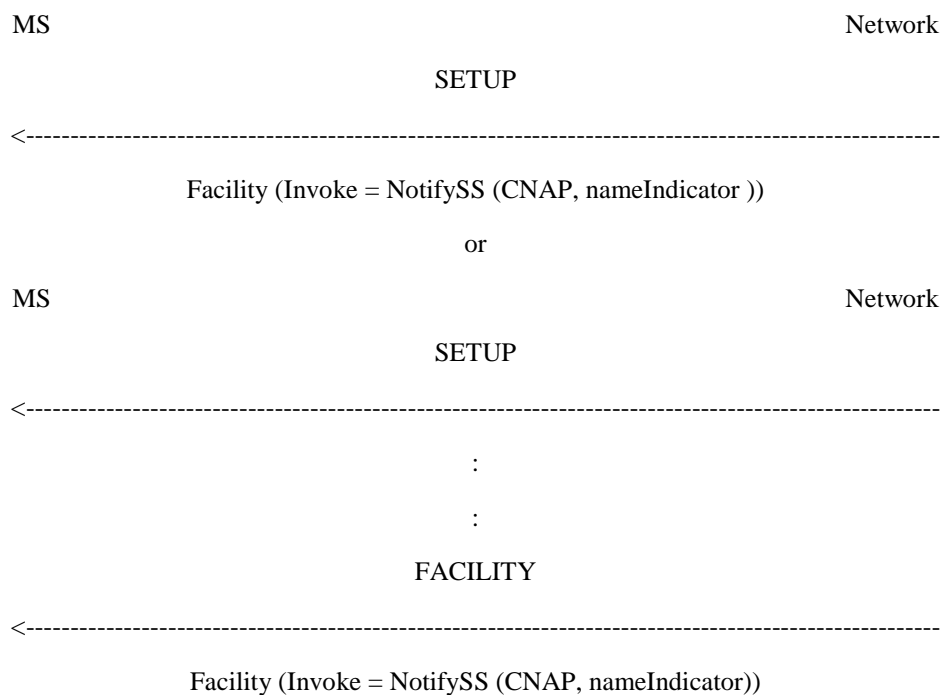 MS Network
SETUP
<----------------------------------------------------------------------------------------------------
Facility (Invoke = NotifySS (CNAP, nameIndicator ))
or
MS Network
SETUP
<----------------------------------------------------------------------------------------------------
:
:
FACILITY
<----------------------------------------------------------------------------------------------------
Facility (Invoke = NotifySS (CNAP, nameIndicator))